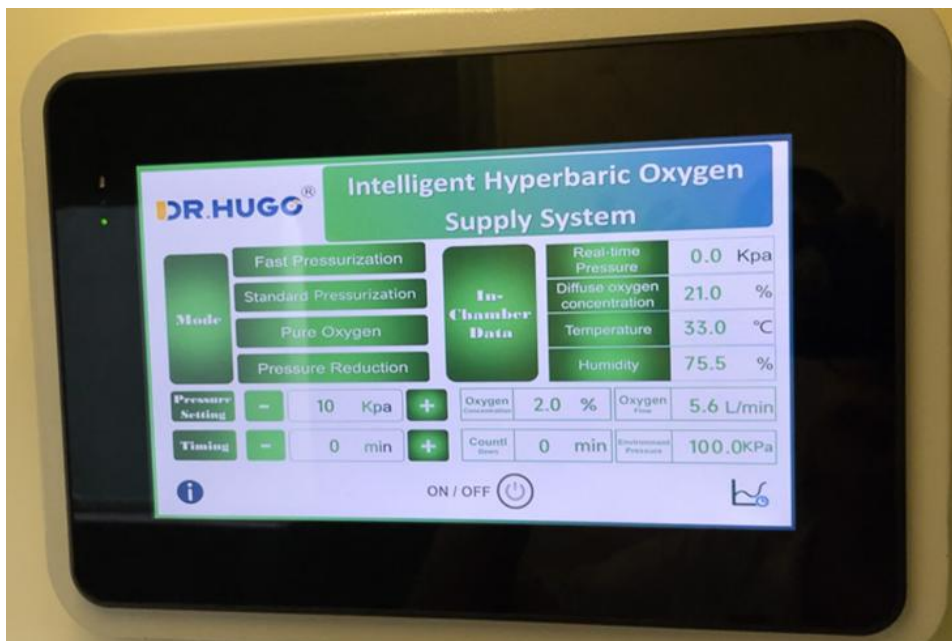 DR.HUGO®
Intelligent Hyperbaric Oxygen
Supply System
Mode
Fast Pressurization
Standard Pressurization
Pure Oxygen
Pressure Reduction
In-
Chamber
Data
Real-time
Pressure
0.0 Kpa
Diffuse oxygen
concentration
21.0 %
Temperature
33.0 °C
Humidity
75.5 %
Pressure
Setting
- 10 Kpa +
Oxygen
Concentration
2.0 %
Oxygen
Flow
5.6 L/min
Timing
- 0 min +
Countl
Down
0 min
Environment
Pressure
100.0KPa
i
ON / OFF